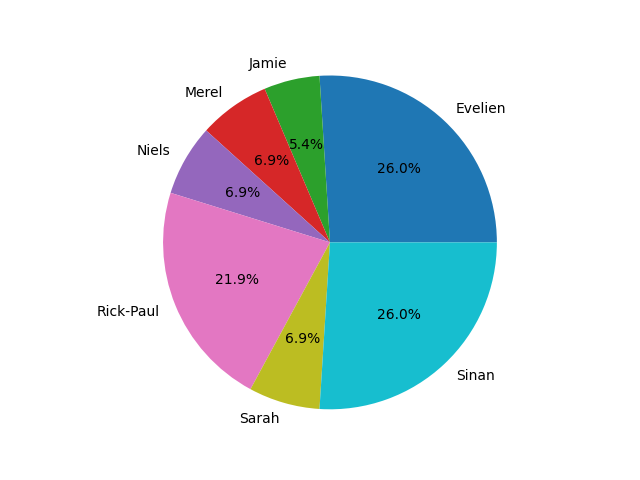 Jamie
Merel
Evelien
Niels
5.4%
6.9%
26.0%
6.9%
21.9%
Rick-Paul
26.0%
6.9%
Sinan
Sarah